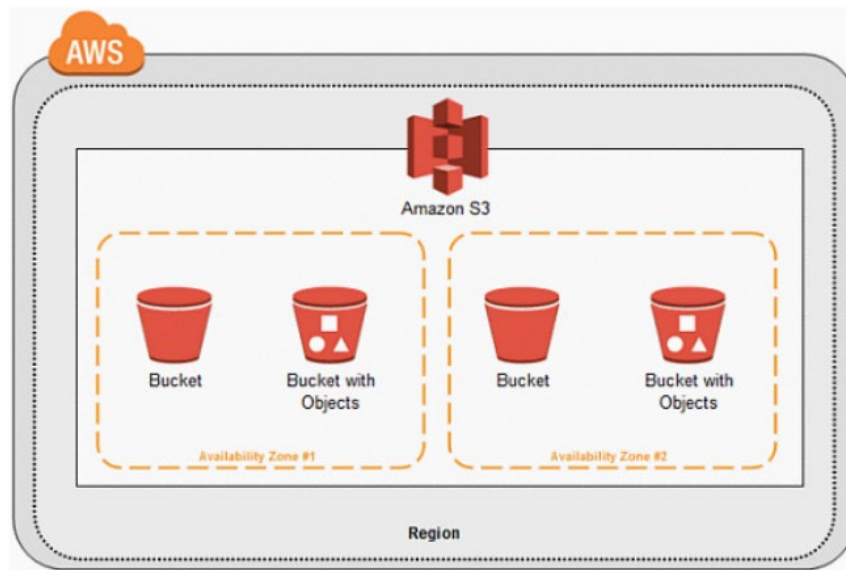 AWS
Amazon S3
Bucket
Bucket with
Objects
Bucket
Bucket with
Objects
Availability Zone #1
Availability Zone #2
Region